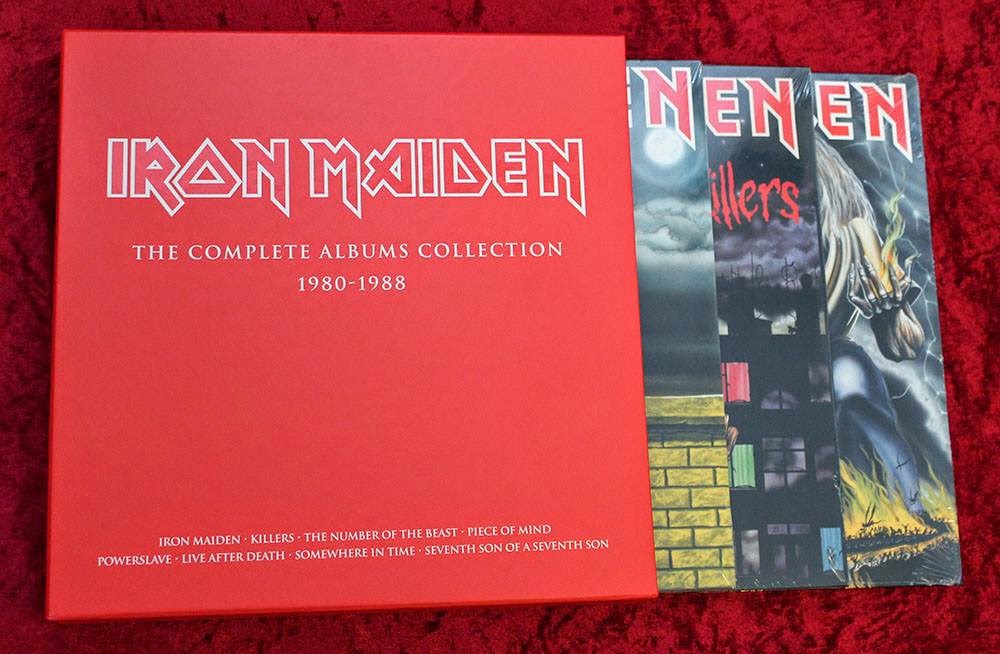 IRON MAIDEN
THE COMPLETE ALBUMS COLLECTION
1980-1988
IRON MAIDEN · KILLERS · THE NUMBER OF THE BEAST · PIECE OF MIND
POWERSLAVE · LIVE AFTER DEATH · SOMEWHERE IN TIME · SEVENTH SON OF A SEVENTH SON
EN
EN
EN
illers